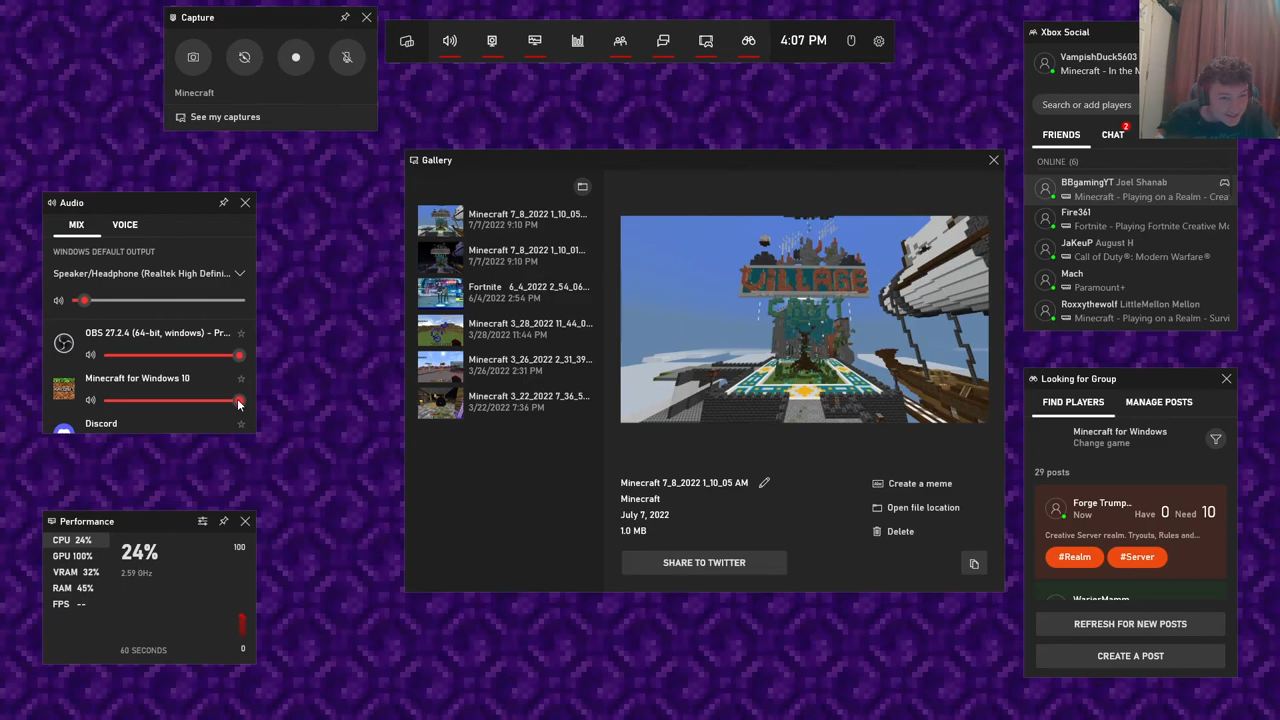 Capture
Minecraft
See my captures
4:07 PM
Xbox Social
VampishDuck5603
Minecraft - In the M
Search or add players
FRIENDS
CHAT
2
ONLINE (6)
BBgamingYT Joel Shanab
Minecraft - Playing on a Realm - Crea
Fire361
Fortnite - Playing Fortnite Creative Mo
JaKeuP August H
Call of Duty®: Modern Warfare®
Mach
Paramount+
Roxxythewolf LittleMellon Mellon
Minecraft - Playing on a Realm - Survi
Gallery
Minecraft 7_8_2022 1_10_05...
7/7/2022 9:10 PM
Minecraft 7_8_2022 1_10_01...
7/7/2022 9:10 PM
Fortnite 6_4_2022 2_54_06...
6/4/2022 2:54 PM
Minecraft 3_28_2022 11_44_0...
3/28/2022 11:44 PM
Minecraft 3_26_2022 2_31_39...
3/26/2022 2:31 PM
Minecraft 3_22_2022 7_36_5...
3/22/2022 7:36 PM
VILLAGE
Minecraft 7_8_2022 1_10_05 AM
Minecraft
July 7, 2022
1.0 MB
Create a meme
Open file location
Delete
SHARE TO TWITTER
Audio
MIX
VOICE
WINDOWS DEFAULT OUTPUT
Speaker/Headphone (Realtek High Defini...
OBS 27.2.4 (64-bit, windows) - Pr...
Minecraft for Windows 10
Discord
Performance
CPU 24%
GPU 100%
VRAM 32%
RAM 45%
FPS --
24%
2.59 GHz
100
0
60 SECONDS
Looking for Group
FIND PLAYERS
MANAGE POSTS
Minecraft for Windows
Change game
29 posts
Forge Trump...
Now
Have 0 Need 10
Creative Server realm. Tryouts, Rules and...
#Realm
#Server
WarierMamm
REFRESH FOR NEW POSTS
CREATE A POST